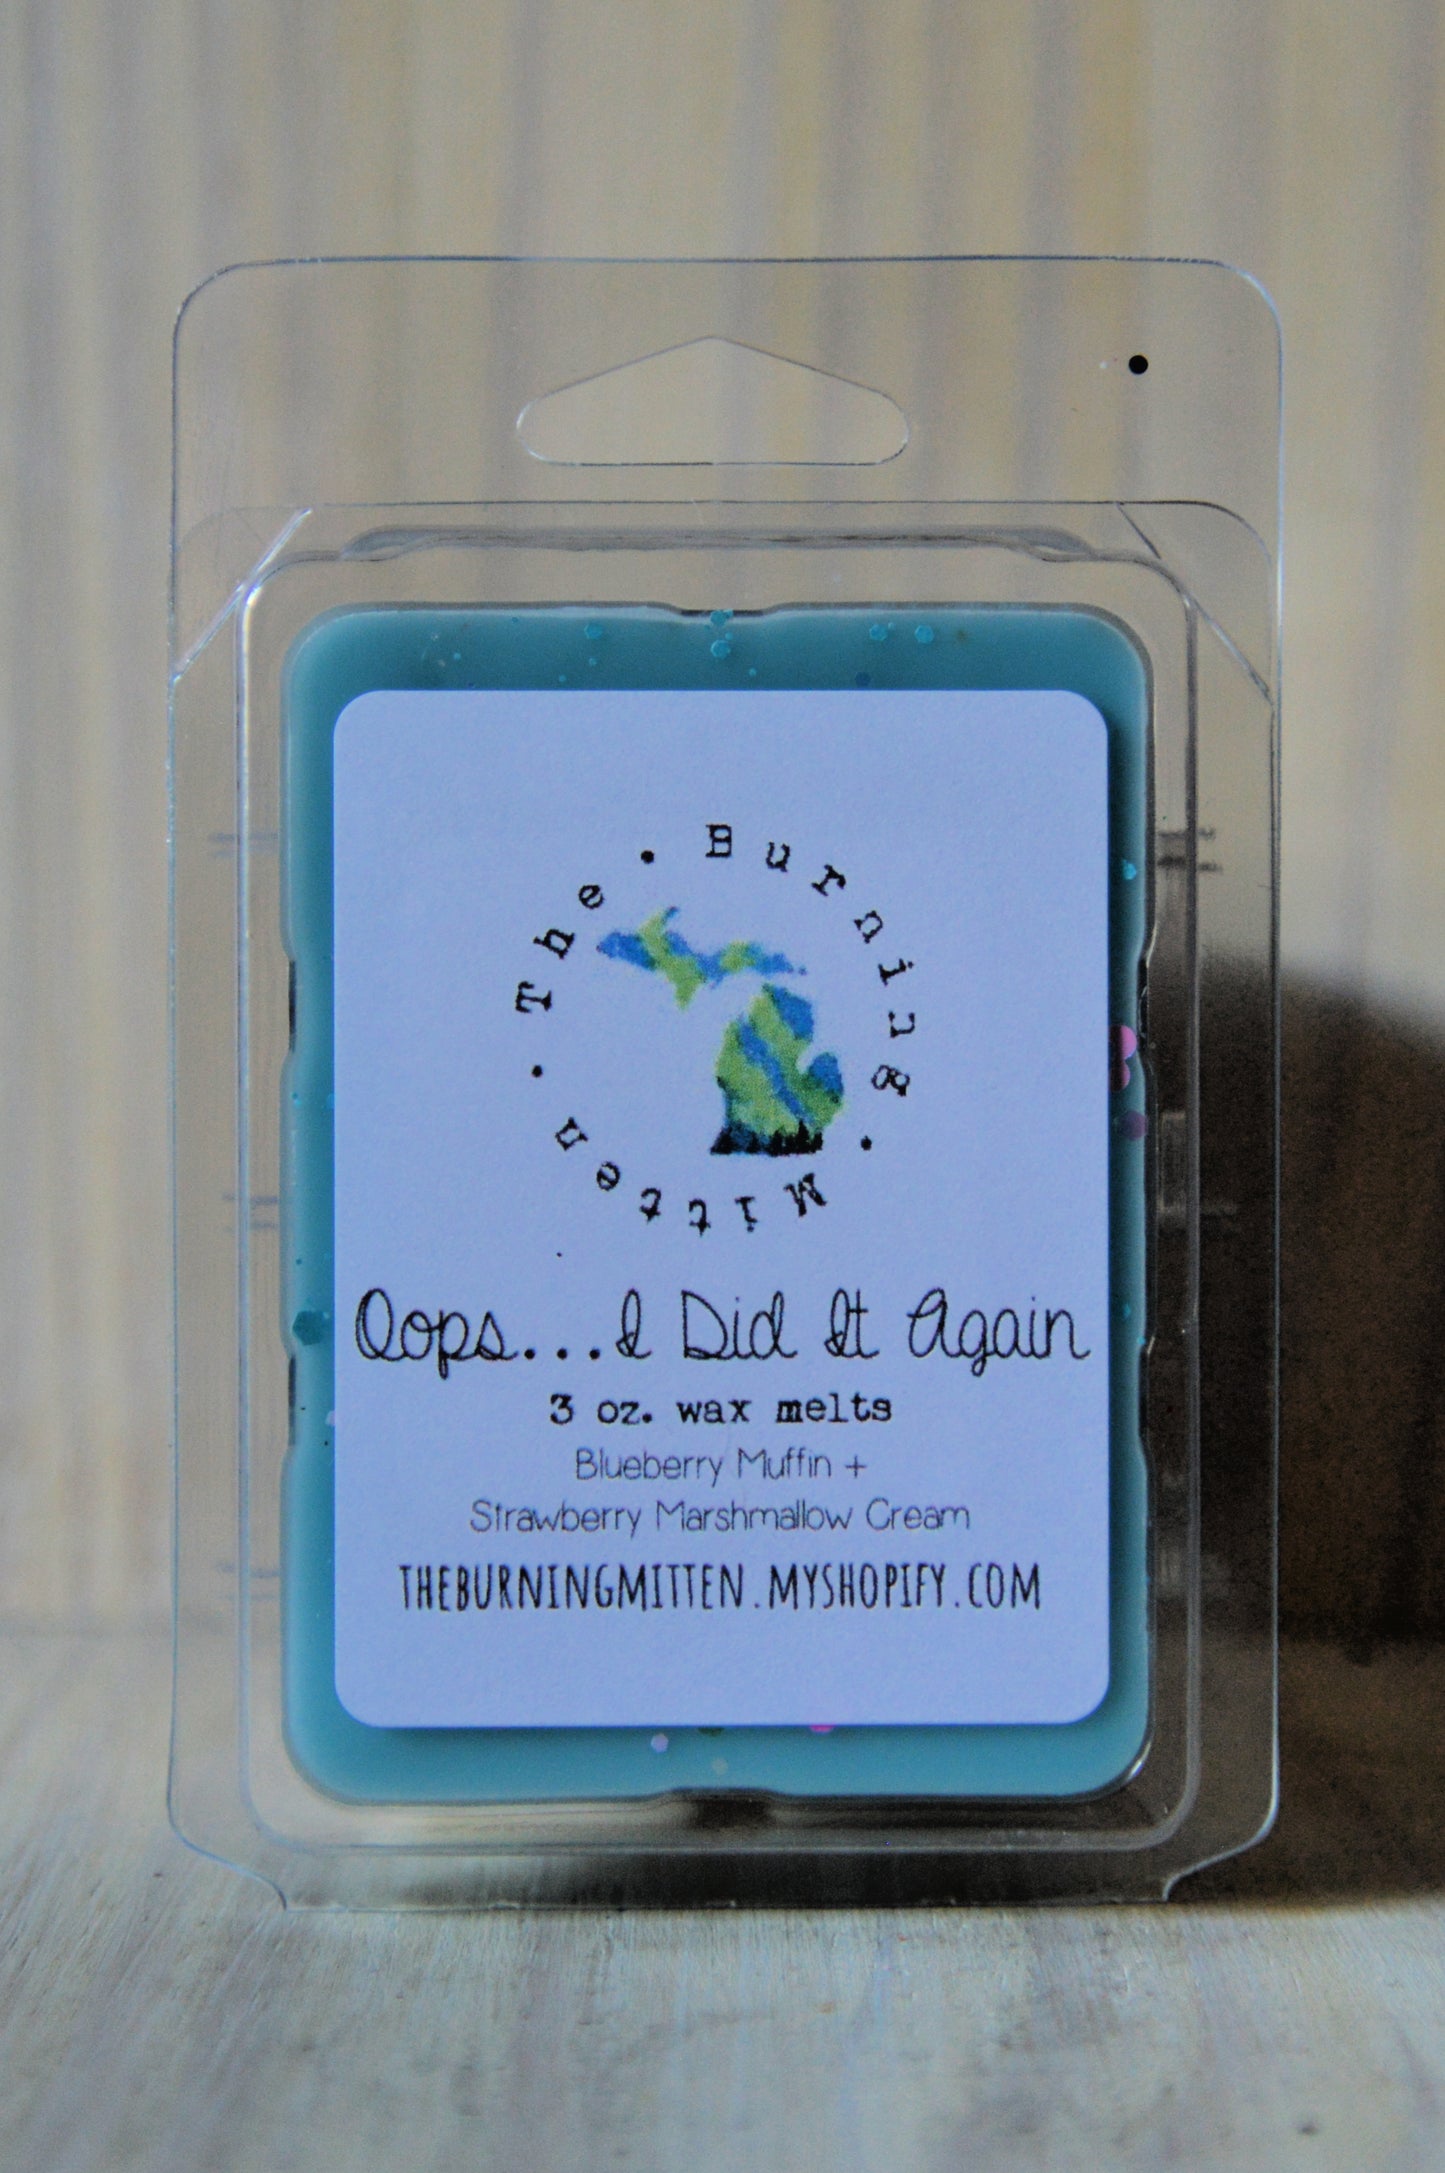 The • Burning • Mitten •
Oops...I Did It Again
3 oz. wax melts
Blueberry Muffin +
Strawberry Marshmallow Cream
THEBURNINGMITTEN.MYSHOPIFY.COM